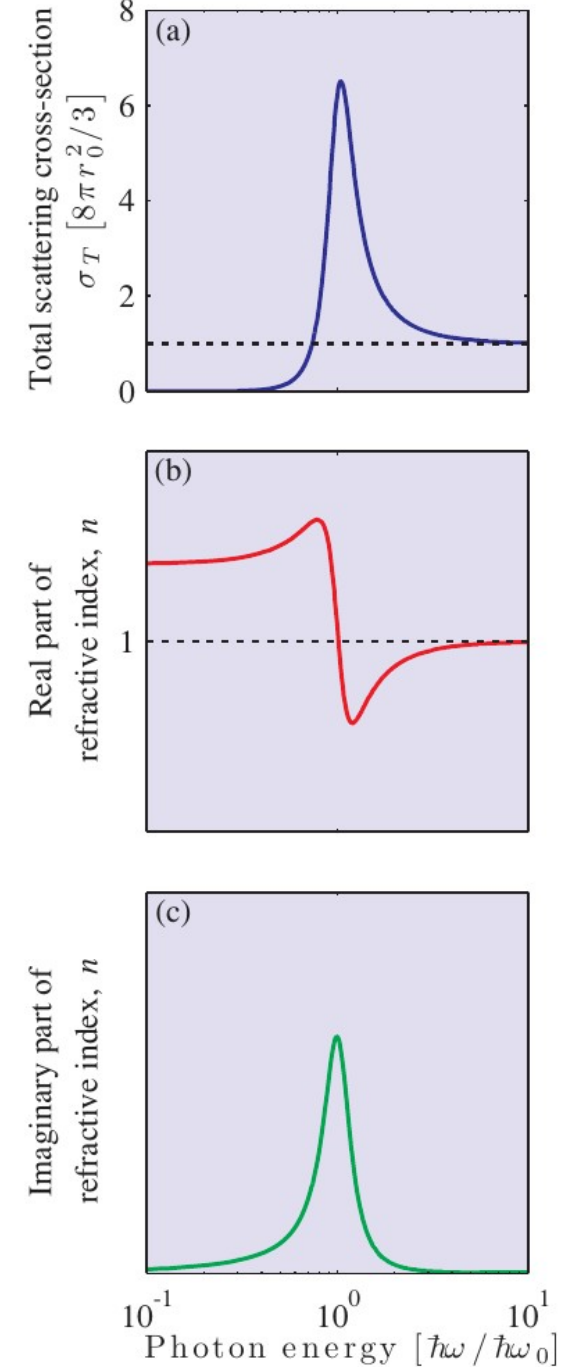 Total scattering cross-section
σ_T [8πr_0^2/3]
(a)
8
6
4
2
0
Real part of
refractive index, n
(b)
1
Imaginary part of
refractive index, n
(c)
10^-1 10^0 10^1
Photon energy [ħω/ħω_0]